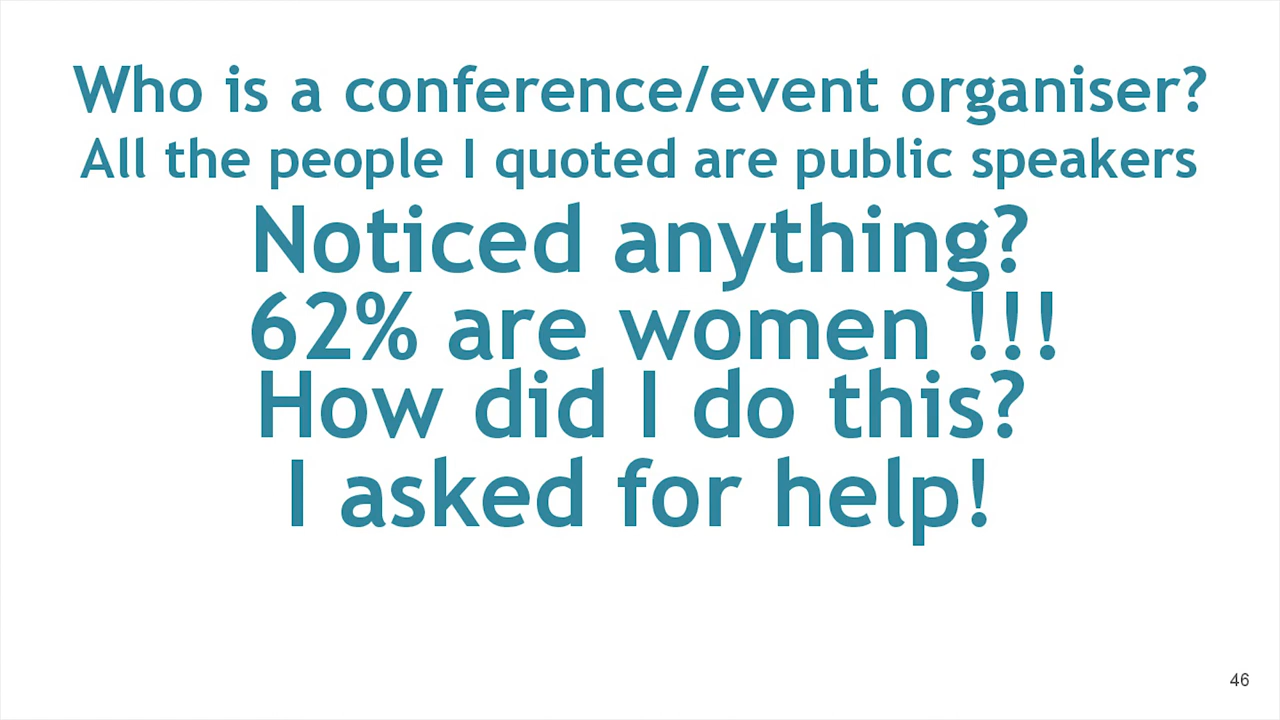 Who is a conference/event organiser?
All the people I quoted are public speakers
Noticed anything?
62% are women !!!
How did I do this?
I asked for help!
46